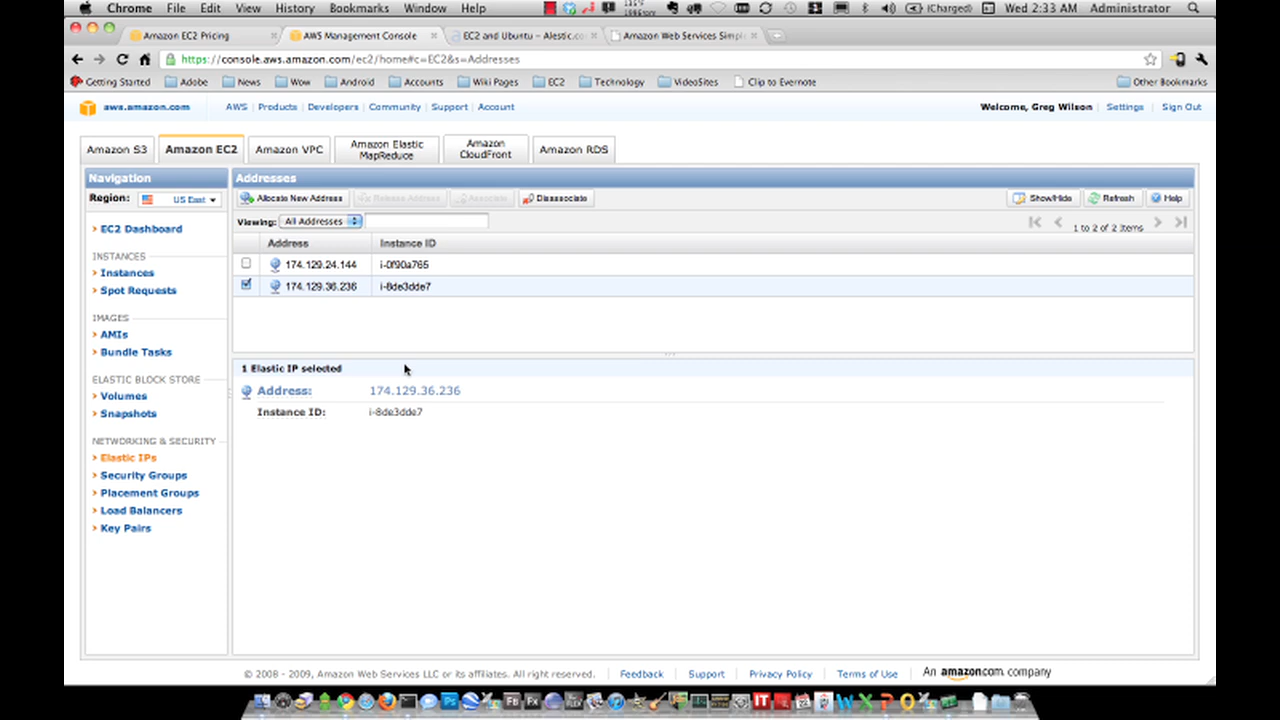 Chrome File Edit View History Bookmarks Window Help (Charged) Wed 2:33 AM Administrator
Amazon EC2 Pricing AWS Management Console EC2 and Ubuntu – Alestic.co Amazon Web Services Simpl
https://console.aws.amazon.com/ec2/home#c=EC2&s=Addresses
Getting Started Adobe News Wow Android Accounts Wiki Pages EC2 Technology VideoSites Clip to Evernote Other Bookmarks
aws.amazon.com AWS | Products | Developers | Community | Support | Account Welcome, Greg Wilson | Settings | Sign Out
Amazon S3 Amazon EC2 Amazon VPC Amazon Elastic MapReduce Amazon CloudFront Amazon RDS
Navigation
Region: US East
EC2 Dashboard
INSTANCES
Instances
Spot Requests
IMAGES
AMIs
Bundle Tasks
ELASTIC BLOCK STORE
Volumes
Snapshots
NETWORKING & SECURITY
Elastic IPs
Security Groups
Placement Groups
Load Balancers
Key Pairs
Addresses
Allocate New Address Release Address Associate Disassociate Show/Hide Refresh Help
Viewing: All Addresses 1 to 2 of 2 Items
Address Instance ID
174.129.24.144 i-0f90a765
174.129.36.236 i-8de3dde7
1 Elastic IP selected
Address: 174.129.36.236
Instance ID: i-8de3dde7
© 2008 - 2009, Amazon Web Services LLC or its affiliates. All right reserved. | Feedback | Support | Privacy Policy | Terms of Use | An amazon.com company